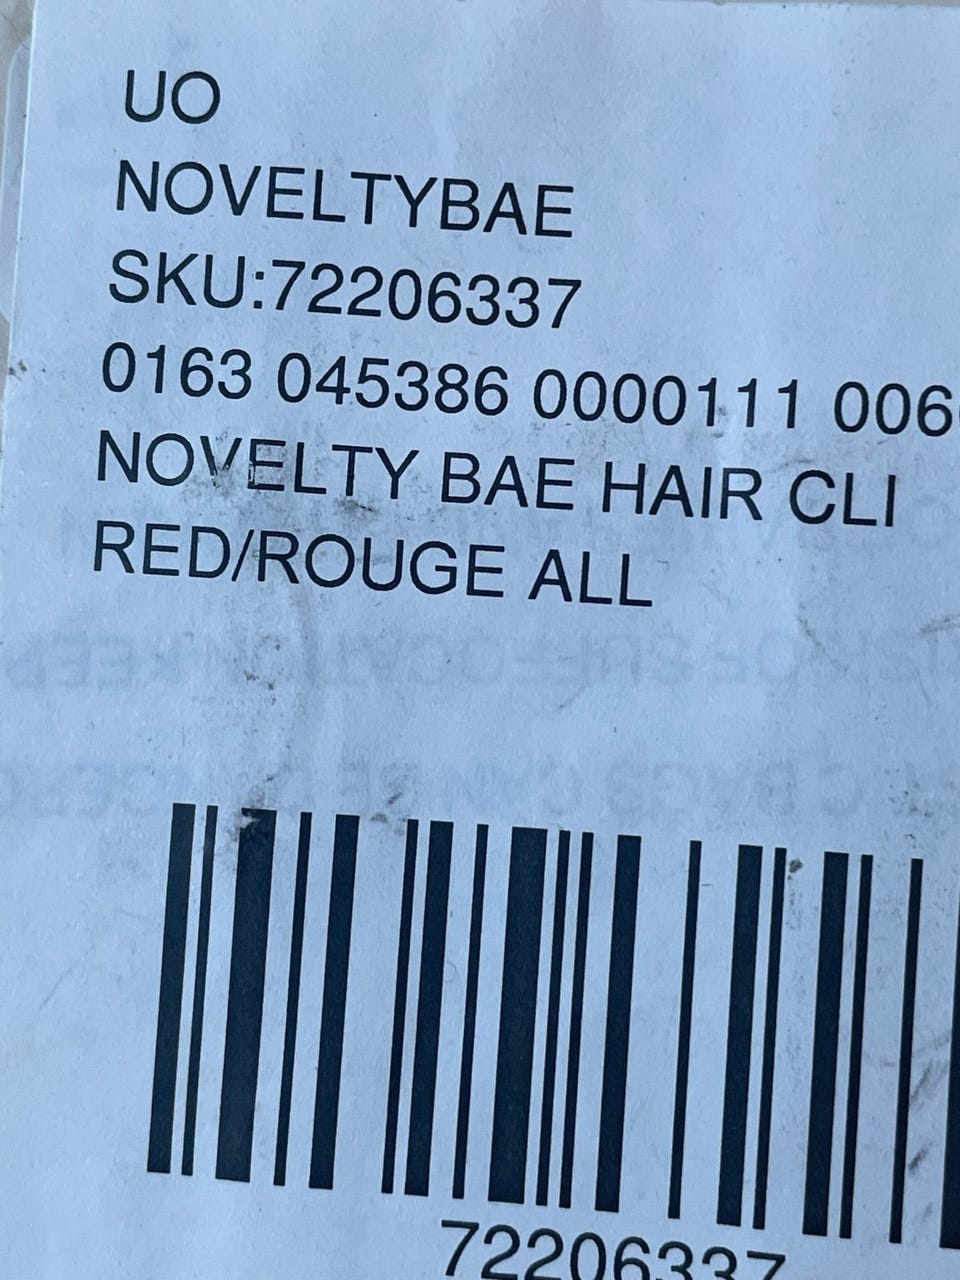 UO
NOVELTYBAE
SKU:72206337
0163 045386 0000111 006
NOVELTY BAE HAIR CLI
RED/ROUGE ALL
72206337